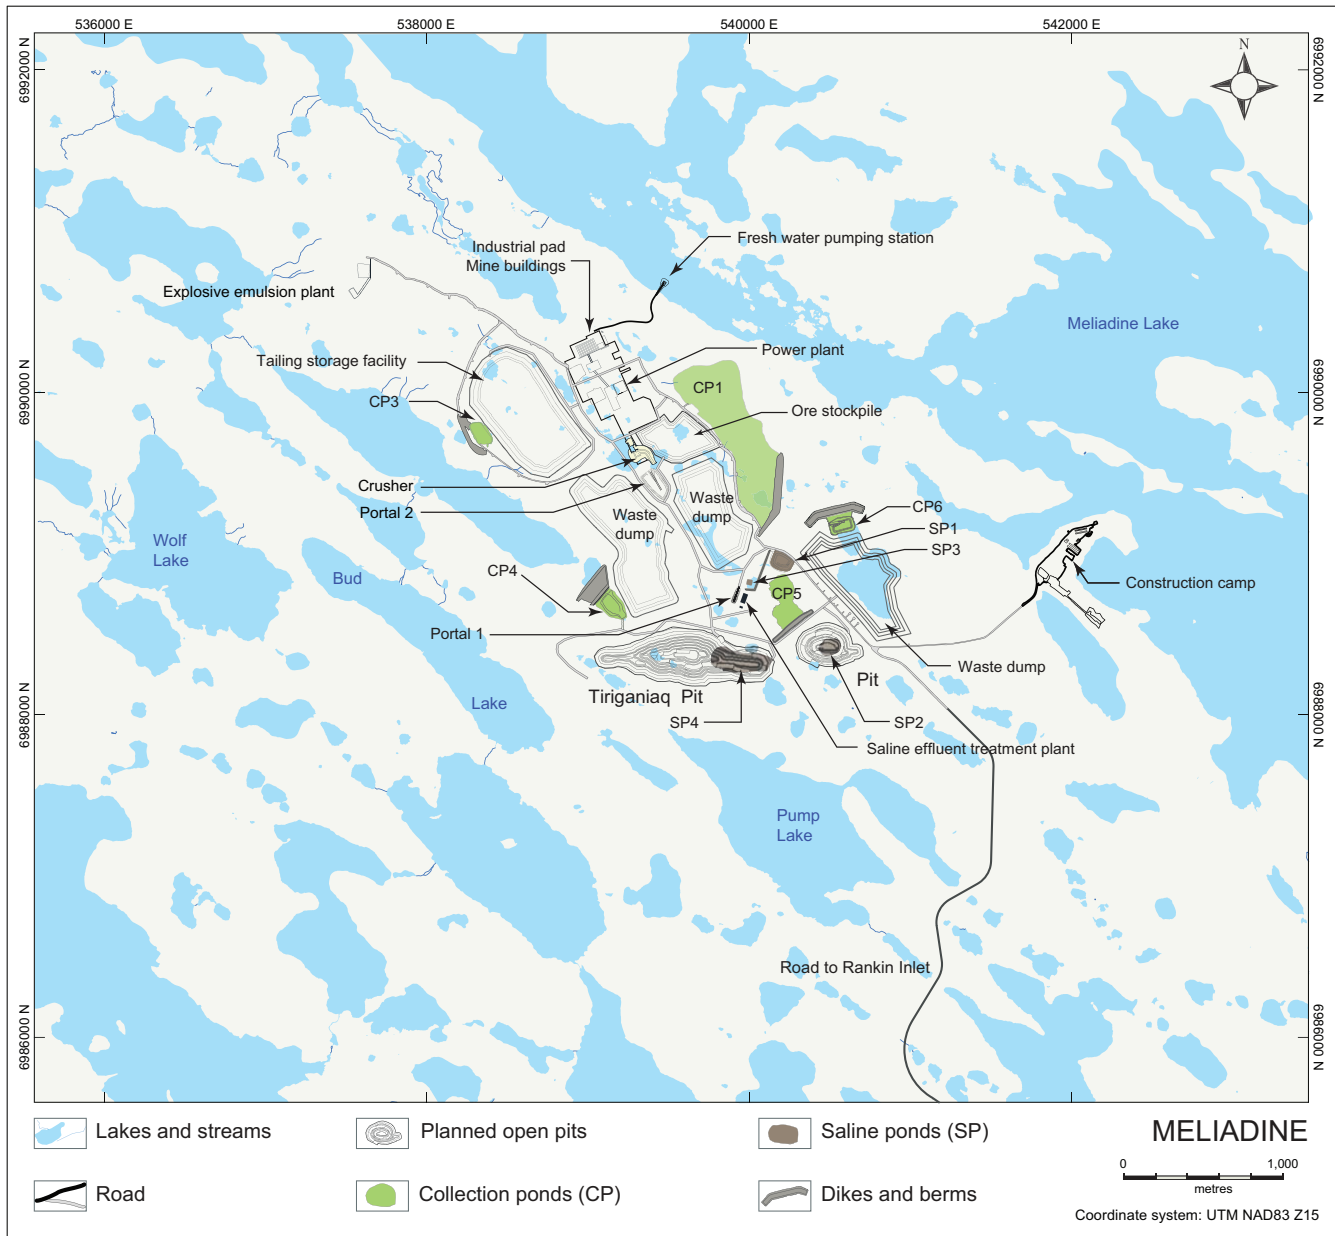 536000 E
538000 E
540000 E
542000 E
6992000 N
6992000 N
N
Fresh water pumping station
Industrial pad
Mine buildings
Explosive emulsion plant
Meliadine Lake
Tailing storage facility
Power plant
6990000 N
6990000 N
CP1
CP3
Ore stockpile
Crusher
Portal 2
Waste
dump
Waste
dump
CP6
SP1
SP3
Wolf
Lake
Bud
CP4
CP5
Construction camp
Portal 1
Waste dump
Tiriganiaq Pit
Pit
Lake
SP4
SP2
6988000 N
6988000 N
Saline effluent treatment plant
Pump
Lake
Road to Rankin Inlet
6986000 N
6986000 N
Lakes and streams
Planned open pits
Saline ponds (SP)
MELIADINE
0
1,000
metres
Road
Collection ponds (CP)
Dikes and berms
Coordinate system: UTM NAD83 Z15